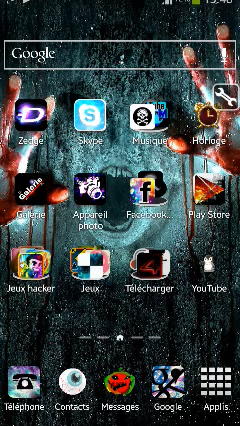 Google
Zedge Skype Musique Horloge
Galerie
Galerie Appareil photo Facebook.. Play Store
Jeux hacker Jeux Télécharger YouTube
Téléphone Contacts Messages Google Applis